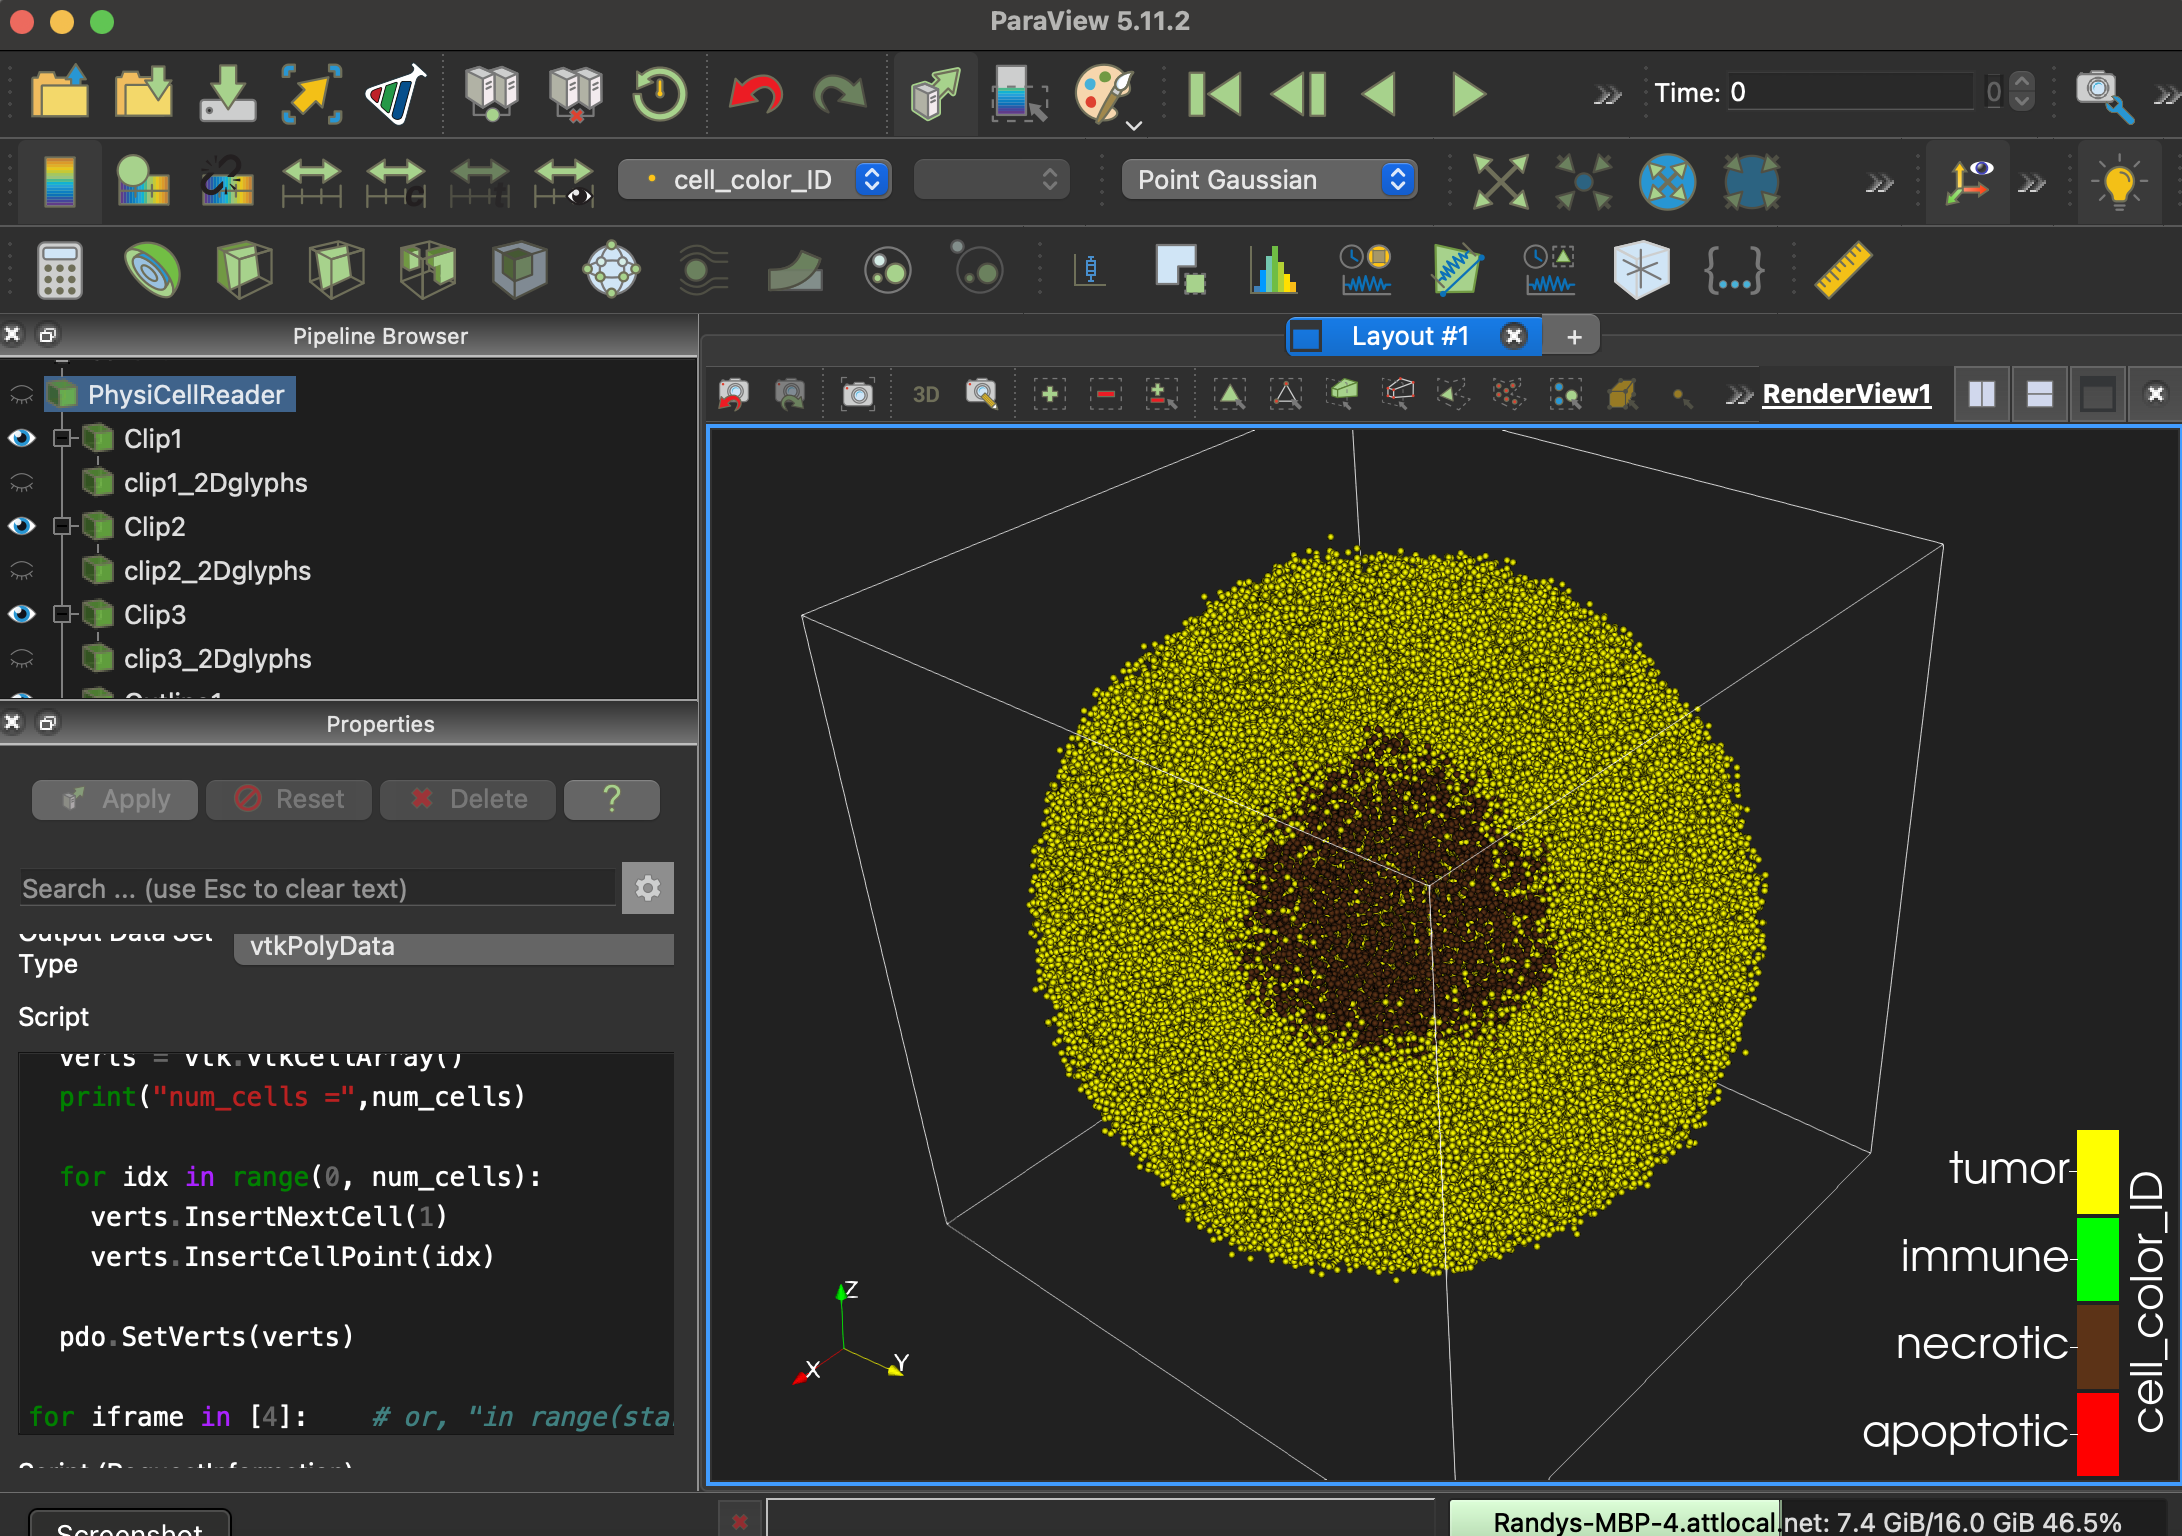 ParaView 5.11.2
Time: 0
0
cell_color_ID
Point Gaussian
Pipeline Browser
PhysiCellReader
Clip1
clip1_2Dglyphs
Clip2
clip2_2Dglyphs
Clip3
clip3_2Dglyphs
Properties
Apply
Reset
Delete
?
Search ... (use Esc to clear text)
Output Data Set
Type
vtkPolyData
Script
verts = vtk.vtkCellArray()
print("num_cells =",num_cells)
for idx in range(0, num_cells):
verts.InsertNextCell(1)
verts.InsertCellPoint(idx)
pdo.SetVerts(verts)
for iframe in [4]: # or, "in range(sta
Script (RequestInformation)
Screenshot
Layout #1
+
3D
RenderView1
Z
X
Y
tumor
immune
necrotic
apoptotic
cell_color_ID
Randys-MBP-4.attlocal.net: 7.4 GiB/16.0 GiB 46.5%